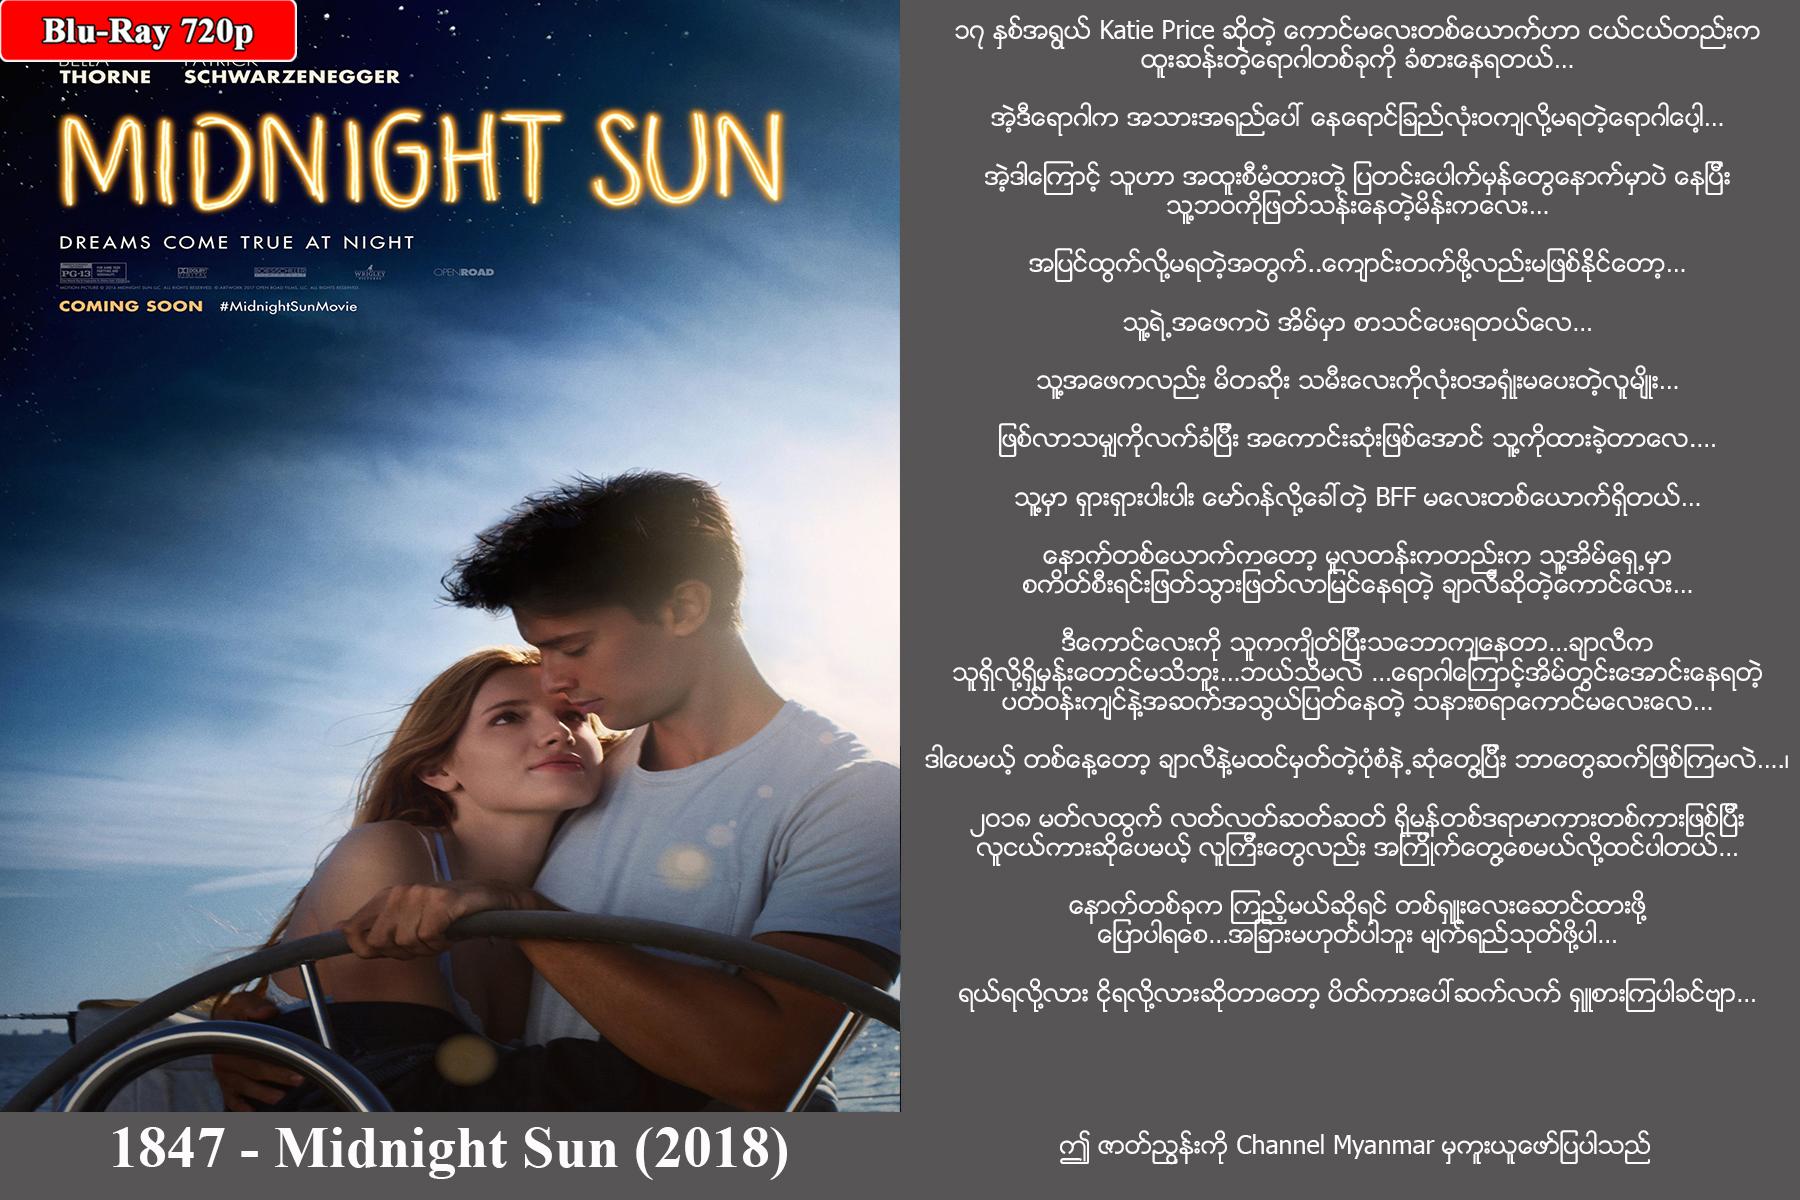 Blu-Ray 720p
THORNE SCHWARZENEGGER
MIDNIGHT SUN
DREAMS COME TRUE AT NIGHT
PG-13
OPEN ROAD
COMING SOON #MidnightSunMovie
1847 - Midnight Sun (2018)
၁၇ နှစ်အရွယ် Katie Price ဆိုတဲ့ ကောင်မလေးတစ်ယောက်ဟာ ငယ်ငယ်တည်းက
ထူးဆန်းတဲ့ရောဂါတစ်ခုကို ခံစားနေရတယ်...
အဲ့ဒီရောဂါက အသားအရည်ပေါ် နေရောင်ခြည်လုံးဝကျလို့မရတဲ့ရောဂါပေါ့...
အဲ့ဒါကြောင့် သူဟာ အထူးစီမံထားတဲ့ ပြတင်းပေါက်မှန်တွေနောက်မှာပဲ နေပြီး
သူ့ဘဝကိုဖြတ်သန်းနေတဲ့မိန်းကလေး...
အပြင်ထွက်လို့မရတဲ့အတွက်..ကျောင်းတက်ဖို့လည်းမဖြစ်နိုင်တော့...
သူ့ရဲ့အဖေကပဲ အိမ်မှာ စာသင်ပေးရတယ်လေ...
သူ့အဖေကလည်း မိတဆိုး သမီးလေးကိုလုံးဝအရှုံးမပေးတဲ့လူမျိုး...
ဖြစ်လာသမျှကိုလက်ခံပြီး အကောင်းဆုံးဖြစ်အောင် သူ့ကိုထားခဲ့တာလေ....
သူ့မှာ ရှားရှားပါးပါး မော်ဂန်လို့ခေါ်တဲ့ BFF မလေးတစ်ယောက်ရှိတယ်...
နောက်တစ်ယောက်ကတော့ မူလတန်းကတည်းက သူ့အိမ်ရှေ့မှာ
စကိတ်စီးရင်းဖြတ်သွားဖြတ်လာမြင်နေရတဲ့ ချာလီဆိုတဲ့ကောင်လေး...
ဒီကောင်လေးကို သူကကျိတ်ပြီးသဘောကျနေတာ...ချာလီက
သူရှိလို့ရှိမှန်းတောင်မသိဘူး...ဘယ်သိမလဲ ...ရောဂါကြောင့်အိမ်တွင်းအောင်းနေရတဲ့
ပတ်ဝန်းကျင်နဲ့အဆက်အသွယ်ပြတ်နေတဲ့ သနားစရာကောင်မလေးလေ...
ဒါပေမယ့် တစ်နေ့တော့ ချာလီနဲ့မထင်မှတ်တဲ့ပုံစံနဲ့ ဆုံတွေ့ပြီး ဘာတွေဆက်ဖြစ်ကြမလဲ....၊
၂၀၁၈ မတ်လထွက် လတ်လတ်ဆတ်ဆတ် ရိုမန်တစ်ဒရာမာကားတစ်ကားဖြစ်ပြီး
လူငယ်ကားဆိုပေမယ့် လူကြီးတွေလည်း အကြိုက်တွေ့စေမယ်လို့ထင်ပါတယ်...
နောက်တစ်ခုက ကြည့်မယ်ဆိုရင် တစ်ရှူးလေးဆောင်ထားဖို့
ပြောပါရစေ...အခြားမဟုတ်ပါဘူး မျက်ရည်သုတ်ဖို့ပါ...
ရယ်ရလို့လား ငိုရလို့လားဆိုတာတော့ ပိတ်ကားပေါ်ဆက်လက် ရှုစားကြပါခင်ဗျာ...
ဤ ဇာတ်ညွှန်းကို Channel Myanmar မှကူးယူဖော်ပြပါသည်